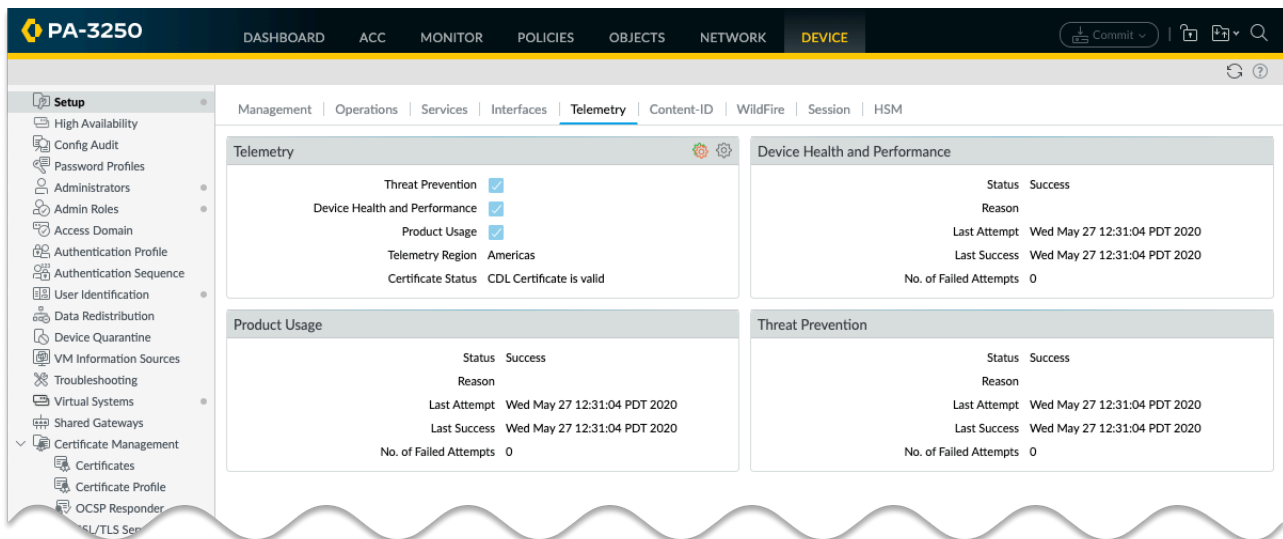 PA-3250
DASHBOARD ACC MONITOR POLICIES OBJECTS NETWORK DEVICE
Commit
Setup
High Availability
Config Audit
Password Profiles
Administrators
Admin Roles
Access Domain
Authentication Profile
Authentication Sequence
User Identification
Data Redistribution
Device Quarantine
VM Information Sources
Troubleshooting
Virtual Systems
Shared Gateways
Certificate Management
Certificates
Certificate Profile
OCSP Responder
Management Operations Services Interfaces Telemetry Content-ID WildFire Session HSM
Telemetry
Threat Prevention
Device Health and Performance
Product Usage
Telemetry Region Americas
Certificate Status CDL Certificate is valid
Device Health and Performance
Status Success
Reason
Last Attempt Wed May 27 12:31:04 PDT 2020
Last Success Wed May 27 12:31:04 PDT 2020
No. of Failed Attempts 0
Product Usage
Status Success
Reason
Last Attempt Wed May 27 12:31:04 PDT 2020
Last Success Wed May 27 12:31:04 PDT 2020
No. of Failed Attempts 0
Threat Prevention
Status Success
Reason
Last Attempt Wed May 27 12:31:04 PDT 2020
Last Success Wed May 27 12:31:04 PDT 2020
No. of Failed Attempts 0